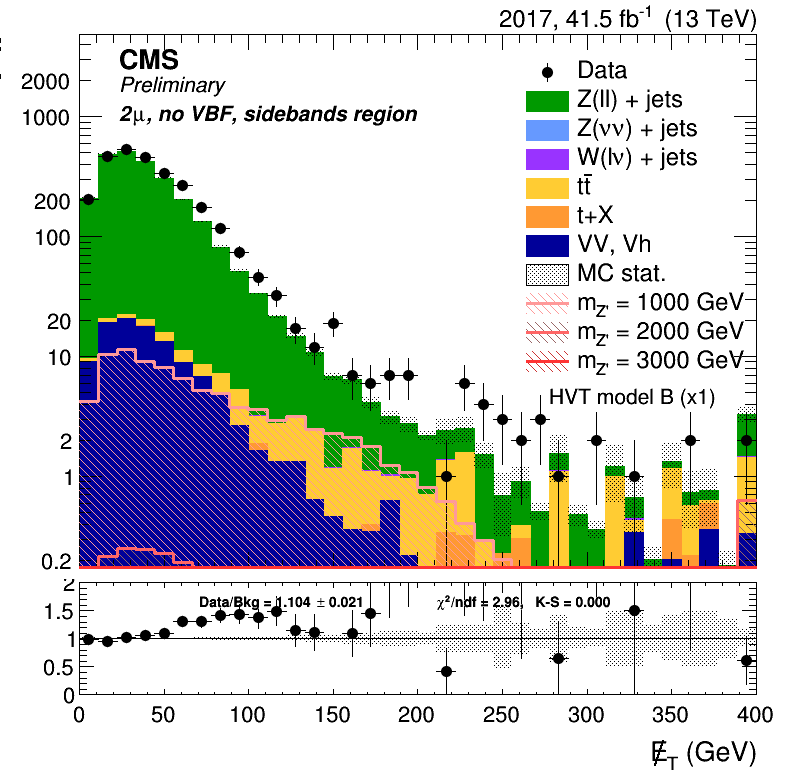 2017, 41.5 fb⁻¹ (13 TeV)
CMS
Preliminary
2μ, no VBF, sidebands region
Data
Z(ll) + jets
Z(νν) + jets
W(lν) + jets
tt̄
t+X
VV, Vh
MC stat.
m_Z' = 1000 GeV
m_Z' = 2000 GeV
m_Z' = 3000 GeV
HVT model B (x1)
2000
1000
200
100
20
10
2
1
0.2
Data/Bkg = 1.104 ± 0.021 χ²/ndf = 2.96, K-S = 0.000
2
1.5
1
0.5
0
0 50 100 150 200 250 300 350 400
E̸_T (GeV)